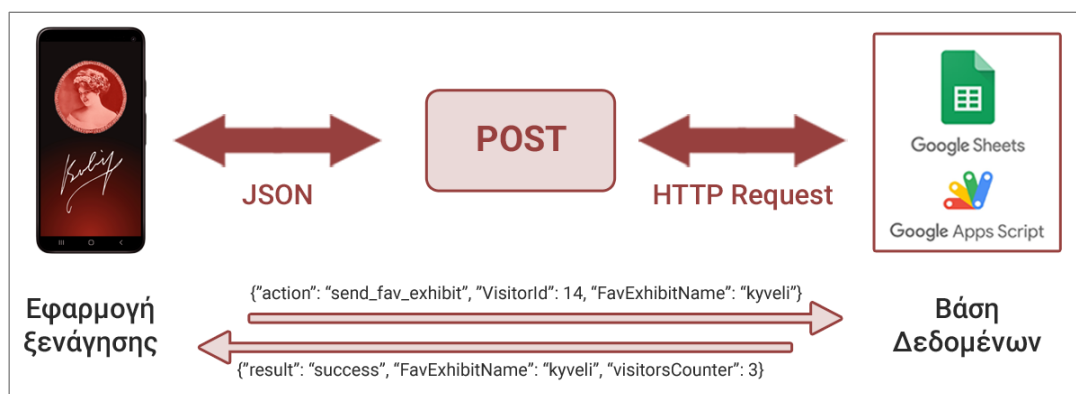 POST
JSON
HTTP Request
Google Sheets
Google Apps Script
{”action”: “send_fav_exhibit”, ”VisitorId”: 14, “FavExhibitName”: “kyveli”}
{”result”: “success”, “FavExhibitName”: “kyveli”, “visitorsCounter”: 3}
Εφαρμογή
ξενάγησης
Βάση
Δεδομένων